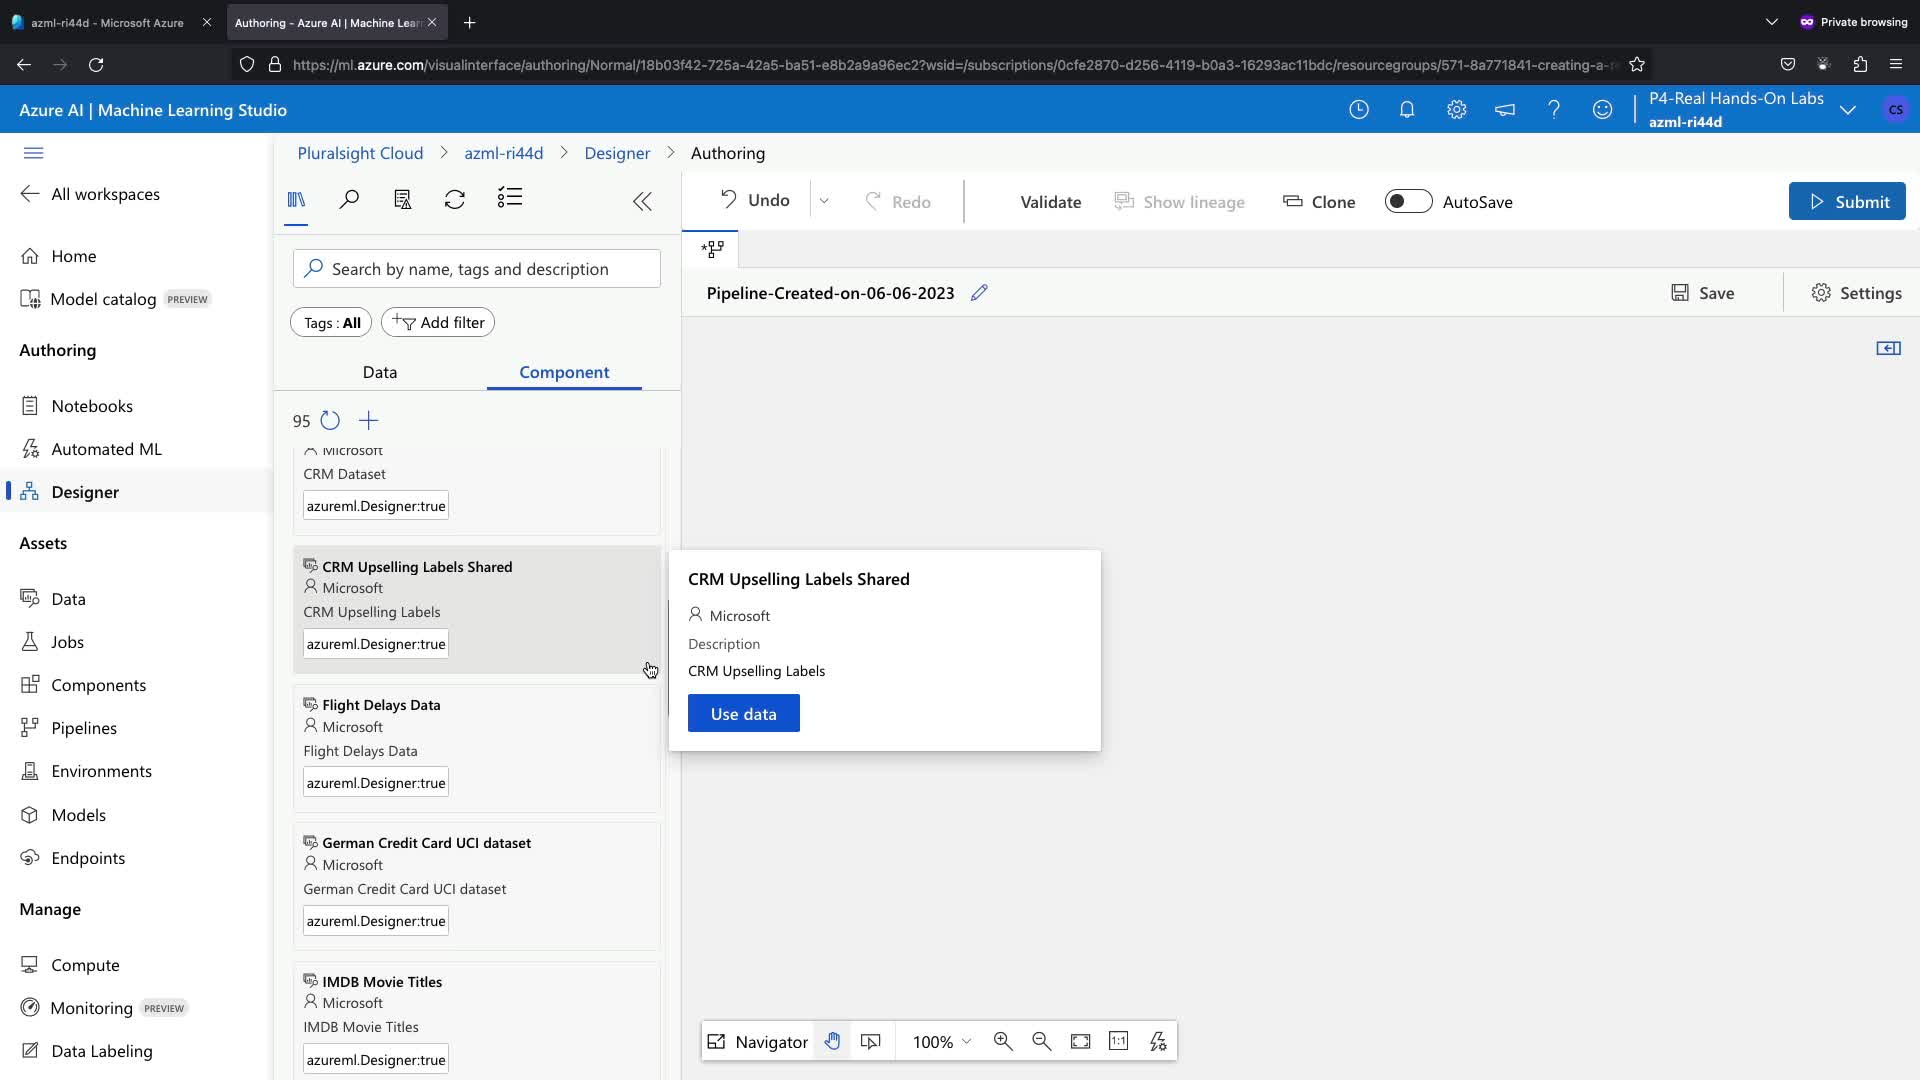 azml-ri44d - Microsoft Azure
Authoring - Azure AI | Machine Lear
Private browsing
https://ml.azure.com/visualinterface/authoring/Normal/18b03f42-725a-42a5-ba51-e8b2a9a96ec2?wsid=/subscriptions/0cfe2870-d256-4119-b0a3-16293ac11bdc/resourcegroups/571-8a771841-creating-a-r
Azure AI | Machine Learning Studio
P4-Real Hands-On Labs
azml-ri44d
CS
Pluralsight Cloud > azml-ri44d > Designer > Authoring
All workspaces
Home
Model catalog PREVIEW
Authoring
Notebooks
Automated ML
Designer
Assets
Data
Jobs
Components
Pipelines
Environments
Models
Endpoints
Manage
Compute
Monitoring PREVIEW
Data Labeling
Search by name, tags and description
Tags : All
Add filter
Data
Component
95
Microsoft
CRM Dataset
azureml.Designer:true
CRM Upselling Labels Shared
Microsoft
CRM Upselling Labels
azureml.Designer:true
Flight Delays Data
Microsoft
Flight Delays Data
azureml.Designer:true
German Credit Card UCI dataset
Microsoft
German Credit Card UCI dataset
azureml.Designer:true
IMDB Movie Titles
Microsoft
IMDB Movie Titles
azureml.Designer:true
Undo
Redo
Validate
Show lineage
Clone
AutoSave
Submit
Pipeline-Created-on-06-06-2023
Save
Settings
CRM Upselling Labels Shared
Microsoft
Description
CRM Upselling Labels
Use data
Navigator
100%
1:1